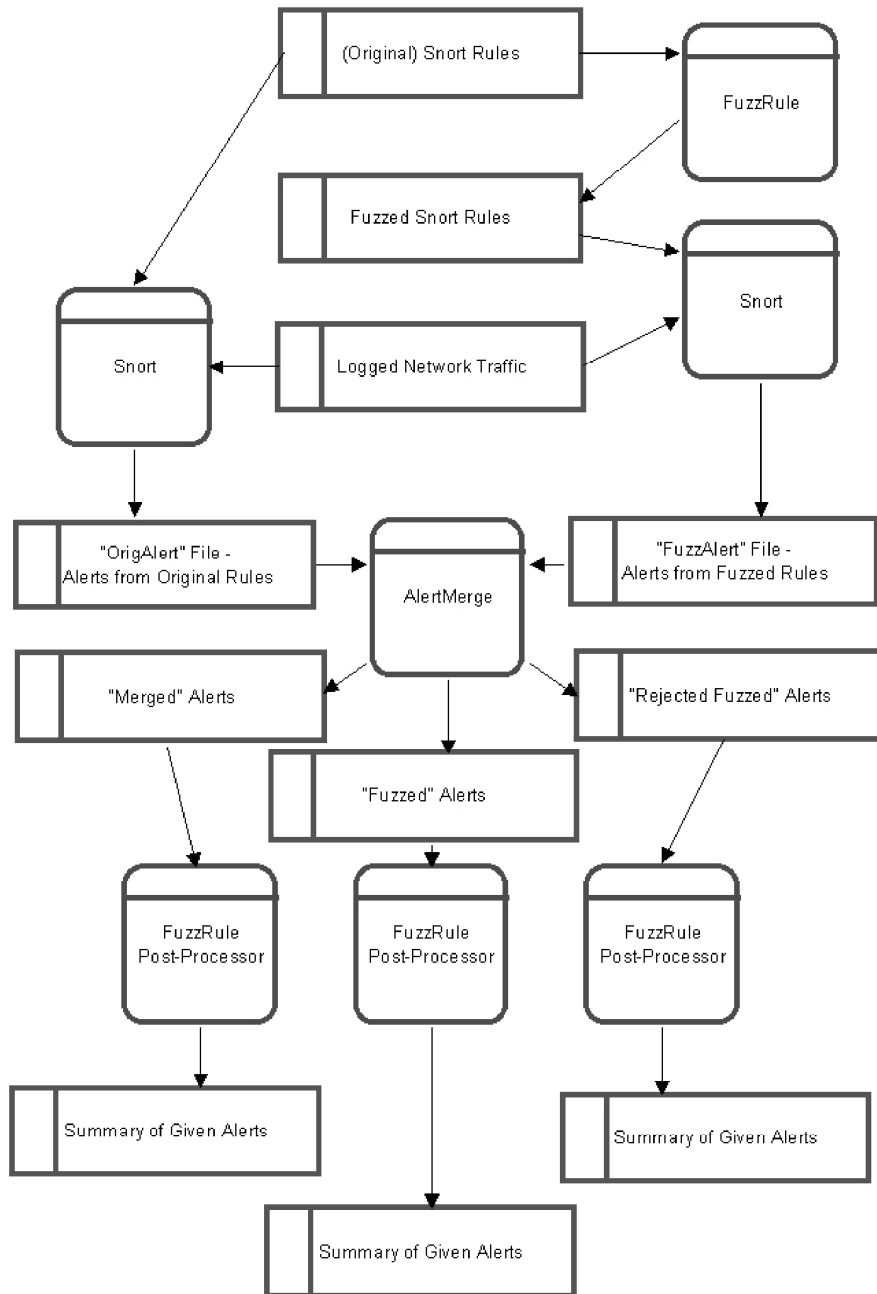 (Original) Snort Rules
FuzzRule
Fuzzed Snort Rules
Snort
Snort
Logged Network Traffic
"OrigAlert" File -
Alerts from Original Rules
AlertMerge
"FuzzAlert" File -
Alerts from Fuzzed Rules
"Merged" Alerts
"Rejected Fuzzed" Alerts
"Fuzzed" Alerts
FuzzRule
Post-Processor
FuzzRule
Post-Processor
FuzzRule
Post-Processor
Summary of Given Alerts
Summary of Given Alerts
Summary of Given Alerts